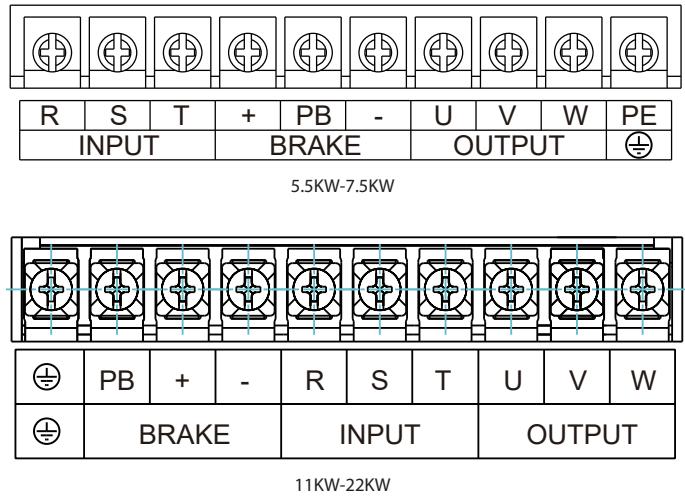 R S T + PB - U V W PE
INPUT BRAKE OUTPUT
5.5KW-7.5KW
PB + - R S T U V W
BRAKE INPUT OUTPUT
11KW-22KW